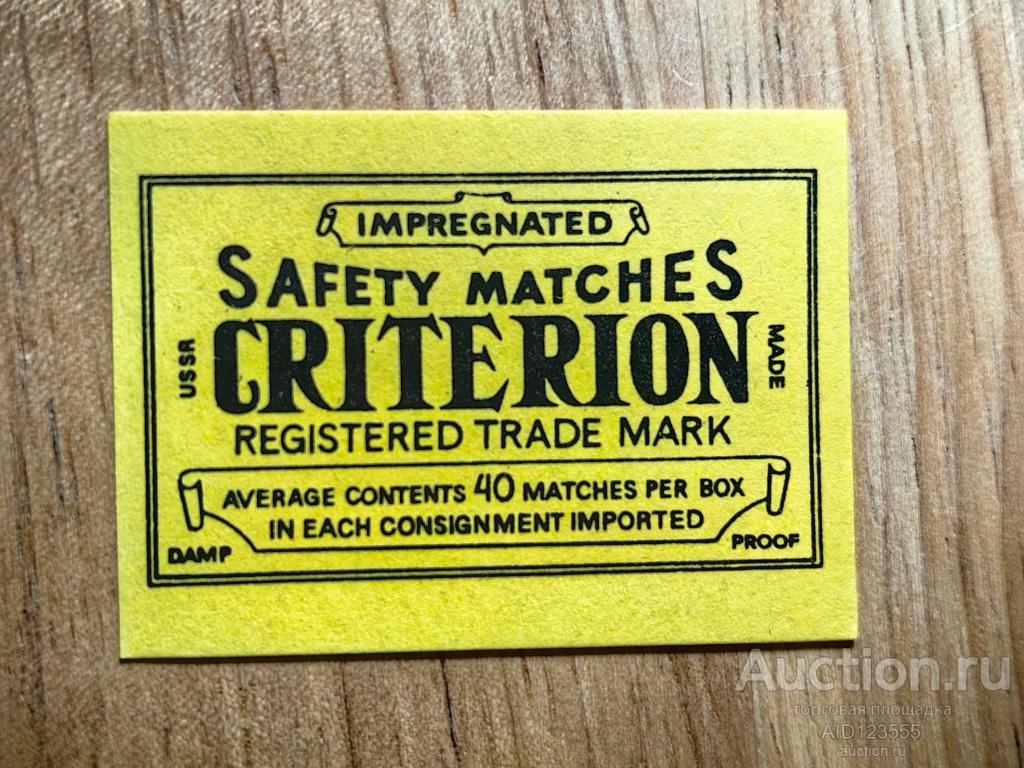 IMPREGNATED
SAFETY MATCHES
USSR
CRITERION
MADE
REGISTERED TRADE MARK
AVERAGE CONTENTS 40 MATCHES PER BOX
IN EACH CONSIGNMENT IMPORTED
DAMP
PROOF
Auction.ru
торговая площадка
AID123555
auction.ru